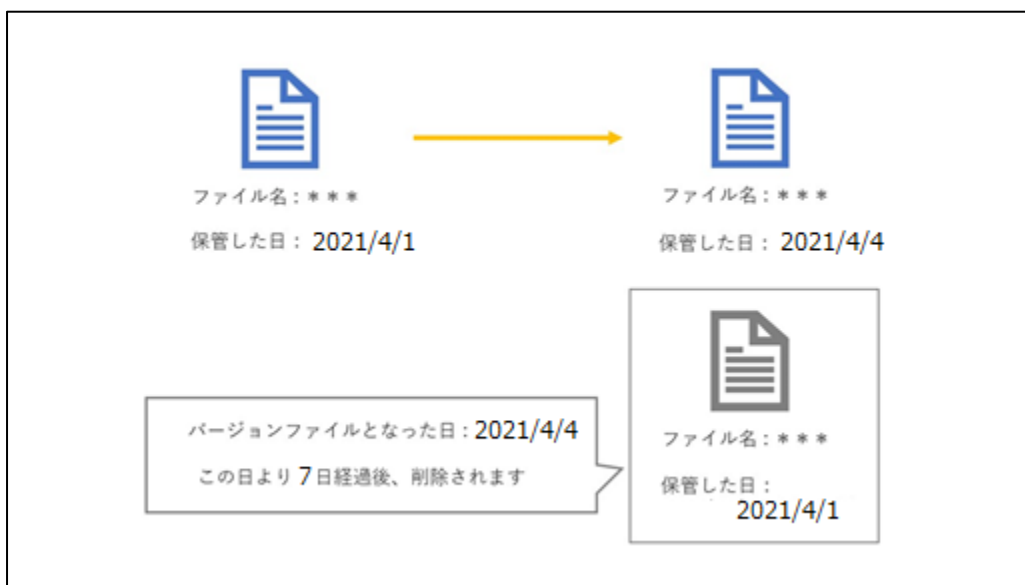 ファイル名：＊＊＊
保管した日： 2021/4/1
ファイル名：＊＊＊
保管した日： 2021/4/4
バージョンファイルとなった日：2021/4/4
この日より 7日経過後、削除されます
ファイル名：＊＊＊
保管した日：
2021/4/1